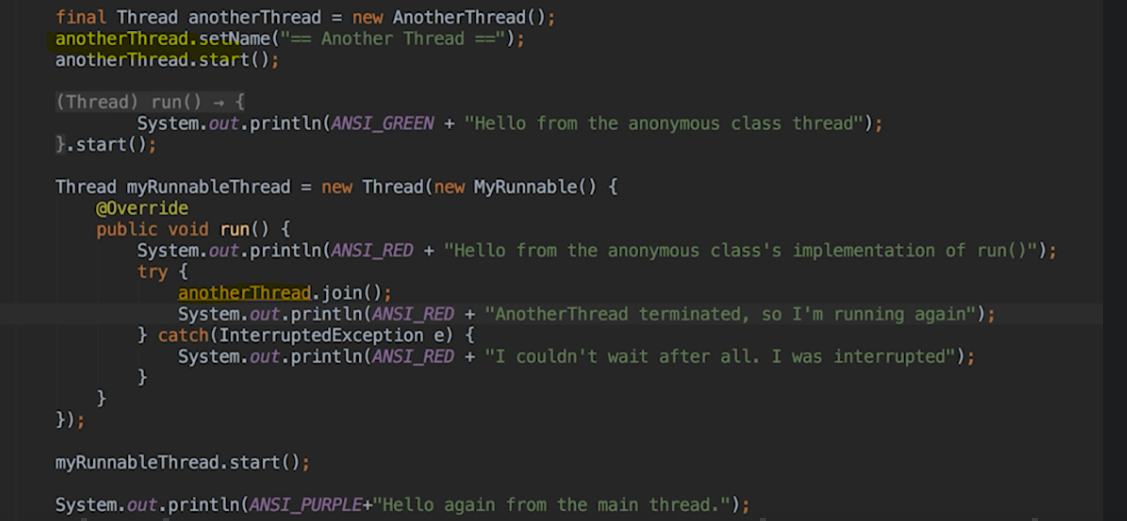 final Thread anotherThread = new AnotherThread();
anotherThread.setName("== Another Thread ==");
anotherThread.start();
(Thread) run() → {
System.out.println(ANSI_GREEN + "Hello from the anonymous class thread");
}.start();
Thread myRunnableThread = new Thread(new MyRunnable() {
@Override
public void run() {
System.out.println(ANSI_RED + "Hello from the anonymous class's implementation of run()");
try {
anotherThread.join();
System.out.println(ANSI_RED + "AnotherThread terminated, so I'm running again");
} catch(InterruptedException e) {
System.out.println(ANSI_RED + "I couldn't wait after all. I was interrupted");
}
}
});
myRunnableThread.start();
System.out.println(ANSI_PURPLE+"Hello again from the main thread.");